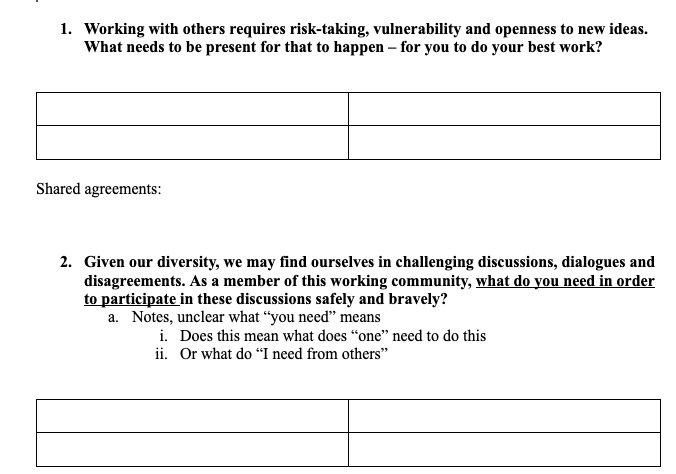 1. Working with others requires risk-taking, vulnerability and openness to new ideas.
What needs to be present for that to happen – for you to do your best work?
Shared agreements:
2. Given our diversity, we may find ourselves in challenging discussions, dialogues and
disagreements. As a member of this working community, what do you need in order
to participate in these discussions safely and bravely?
a. Notes, unclear what “you need” means
i. Does this mean what does “one” need to do this
ii. Or what do “I need from others”